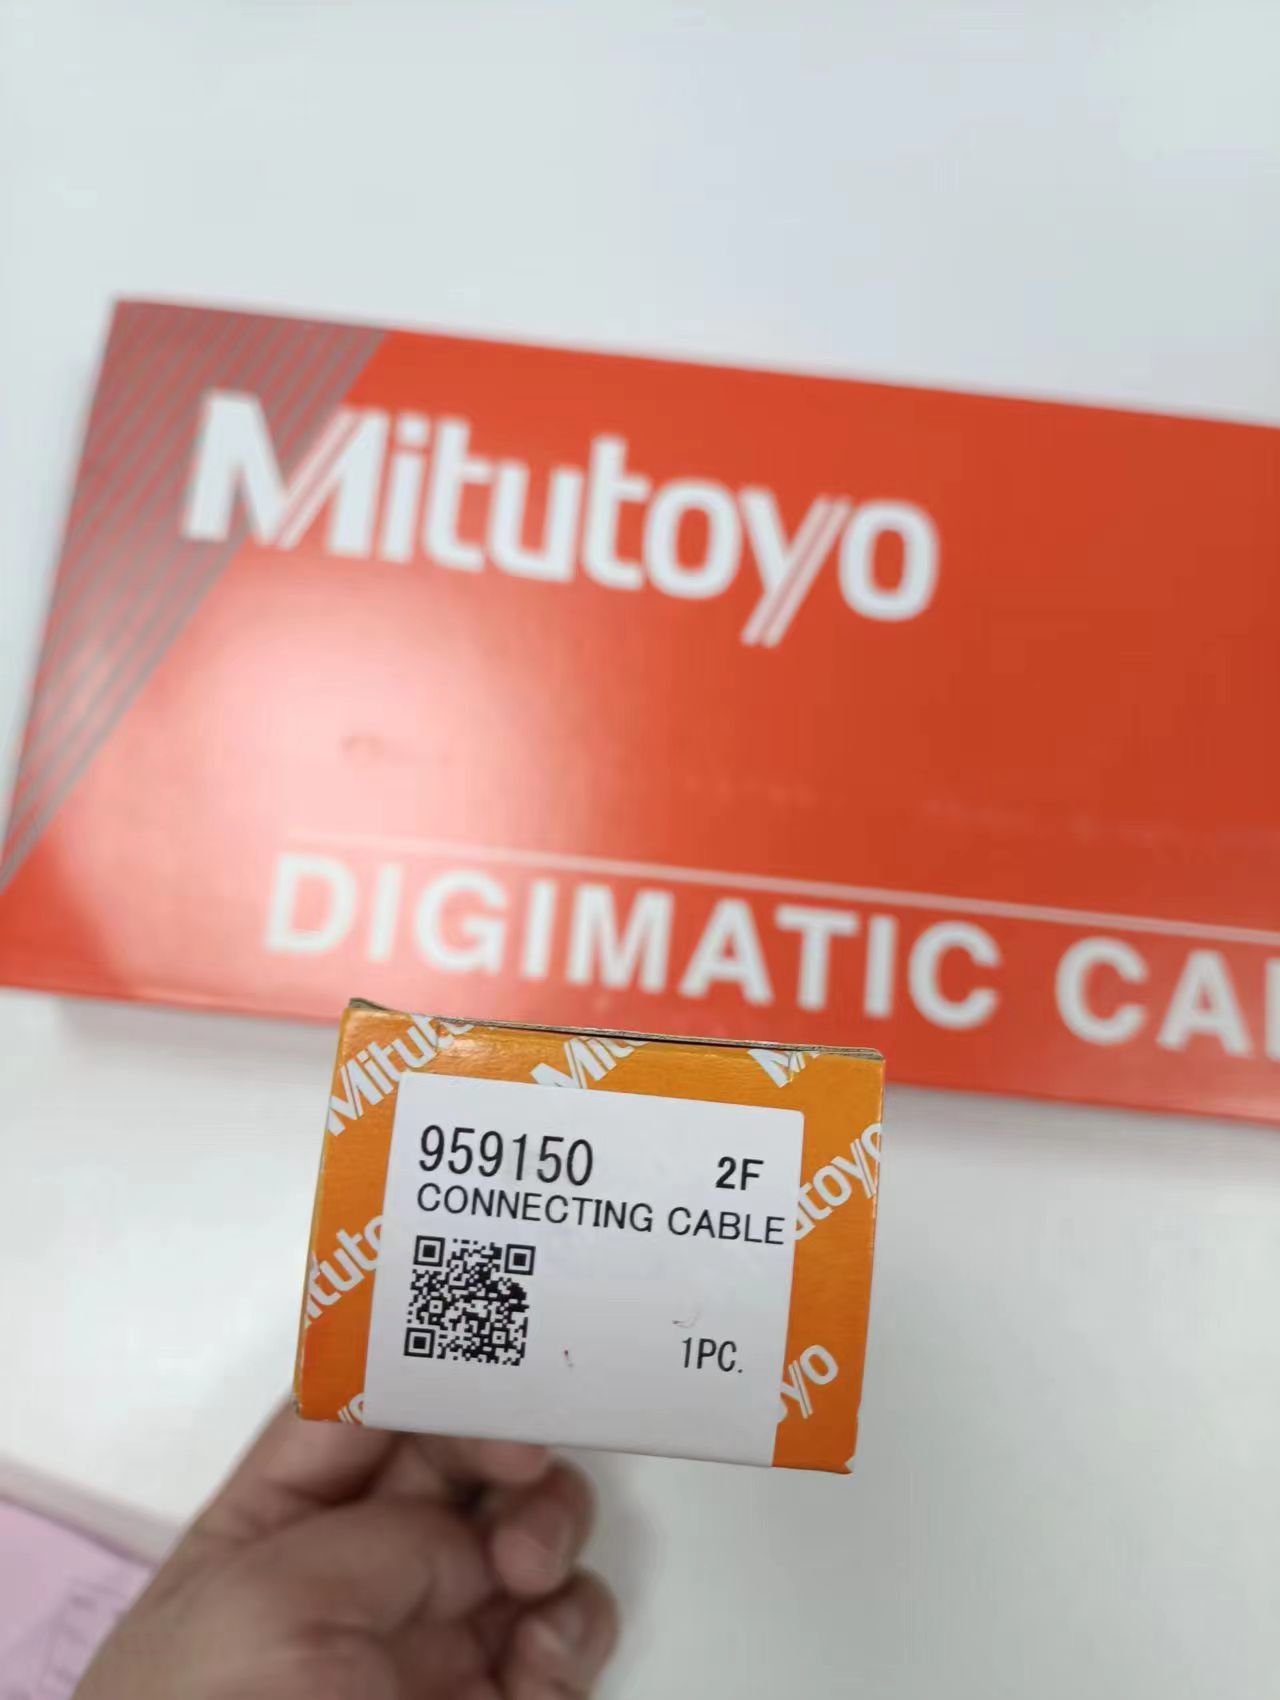 Mitutoyo
DIGIMATIC CA
959150 2F
CONNECTING CABLE
1PC.